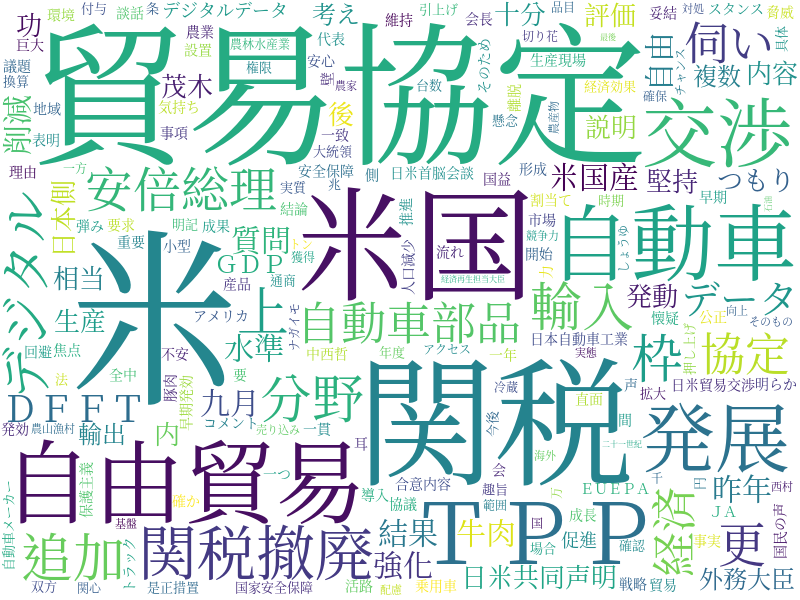 環境
付与
談話
条
デジタルデータ
考え
維持
引上げ
会長
対処
品目
スタンス
脅威
功
巨大
農業
設置
農林水産業
代表
十分
妥結
切り花
評価
伺い
最後
具体
貿易協定
議題
換算
茂木
権限
安心
壁
農家
台数
そのため
生産現場
離脱
経済効果
チャンス
自由
複数
内容
確保
削減
地域
表明
事項
気持ち
後
一致
大統領
懸念
農産物
説明
交渉
理由
一方
安倍総理
安全保障
実質
兆
側
日米首脳会談
国益
形成
割当て
米国産
堅持
時期
つもり
早期
日本側
弾み
要求
明記
成果
重要
小型
結論
トン
獲得
質問
GDP
通商
米国
推進
人口減少
流れ
市場
競争力
開始
しょうゆ
自動車
石油
デジタル
相当
生産
回避
焦点
米
上
産品
アメリカ
水準
自動車部品
ナガイモ
経済再生担当大臣
輸入
力
発動
懐疑
データ
公正
向上
そのもの
不安
中西哲
年度
アクセス
日本自動車工業
実態
枠
押し上げ
協定
法
全中
豚肉
早期発効
要
一年
関税
冷蔵
直面
声
間
拡大
日米貿易交渉明らか
DFFT
九月
分野
コメント
売り込み
一貫
今後
海外
二十一世紀
発効
農山漁村
輸出
内
自由貿易
保護主義
一つ
耳
確か
合意内容
会
趣旨
範囲
EUEPA
千
円
発展
昨年
西村
JA
国民の声
自動車メーカー
基盤
追加
トラック
関税撤廃
結果
強化
導入
協議
TPP
牛肉
万
国
成長
促進
場合
確認
経済
事実
更
双方
関心
是正措置
国家安全保障
活路
配慮
乗用車
日米共同声明
戦略
貿易
外務大臣